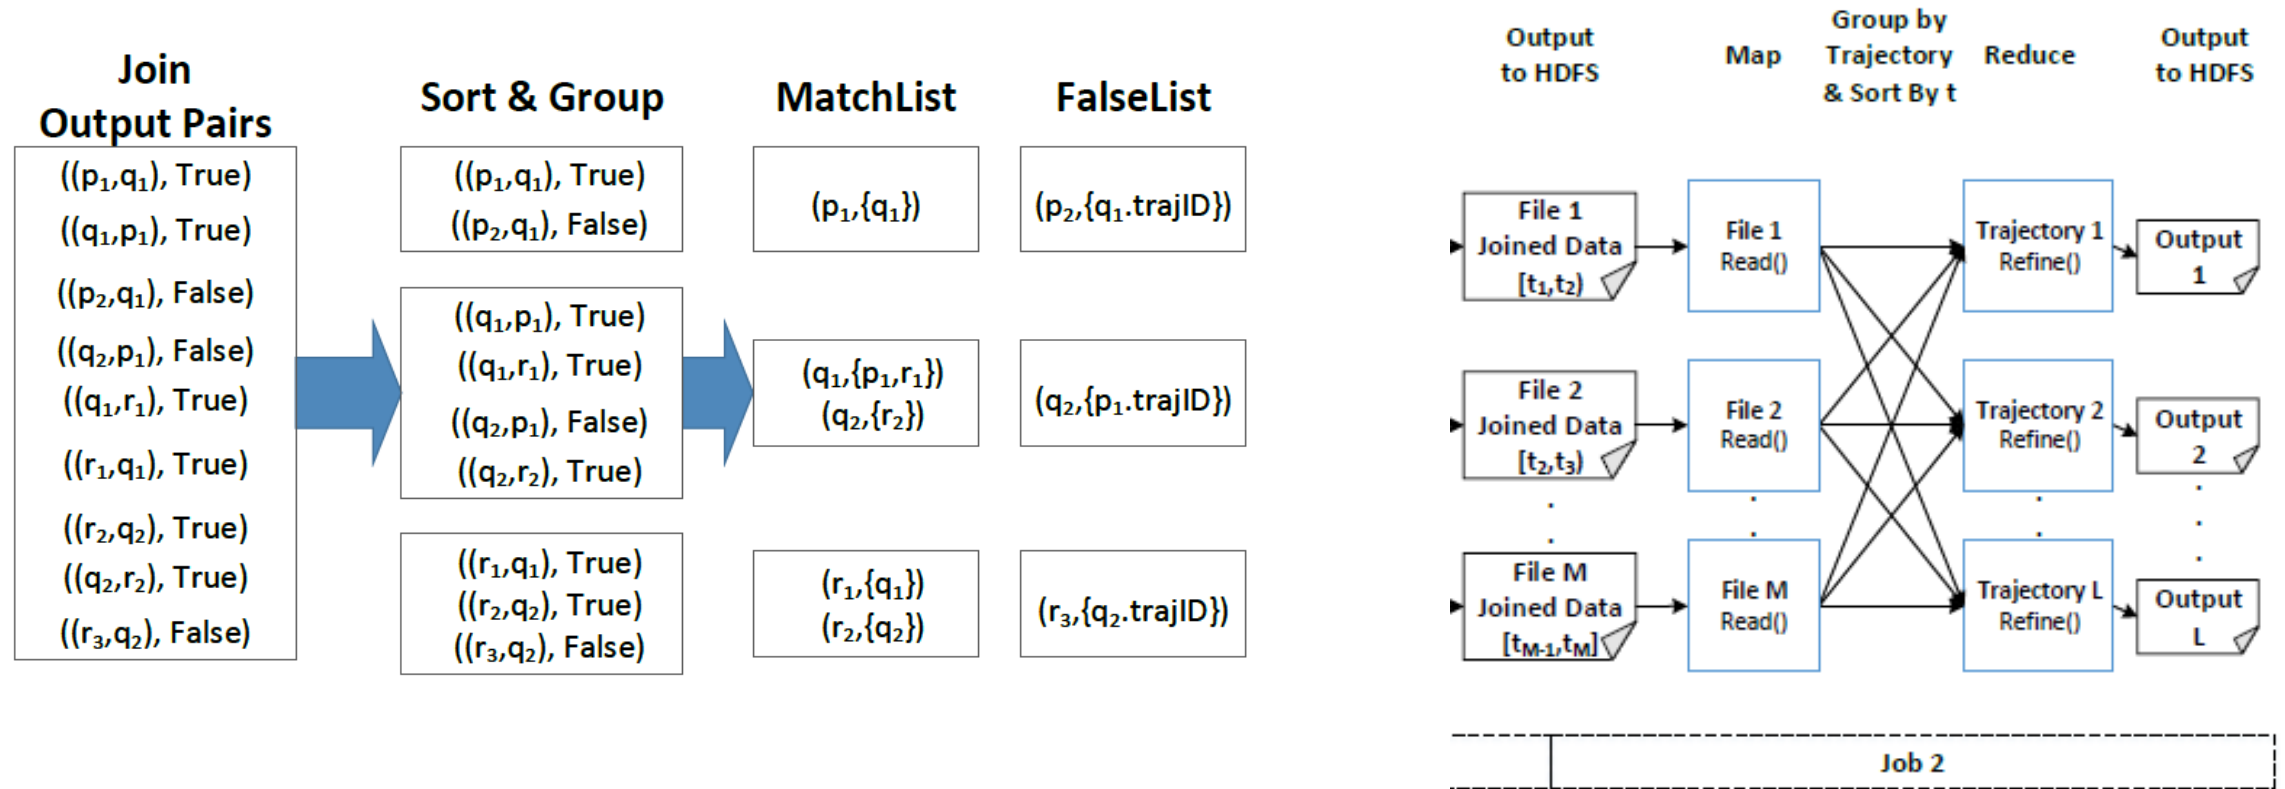 Join
Output Pairs
((p₁,q₁), True)
((q₁,p₁), True)
((p₂,q₁), False)
((q₂,p₁), False)
((q₁,r₁), True)
((r₁,q₁), True)
((r₂,q₂), True)
((q₂,r₂), True)
((r₃,q₂), False)
Sort & Group
((p₁,q₁), True)
((p₂,q₁), False)
((q₁,p₁), True)
((q₁,r₁), True)
((q₂,p₁), False)
((q₂,r₂), True)
((r₁,q₁), True)
((r₂,q₂), True)
((r₃,q₂), False)
MatchList
(p₁,{q₁})
(q₁,{p₁,r₁})
(q₂,{r₂})
(r₁,{q₁})
(r₂,{q₂})
FalseList
(p₂,{q₁.trajID})
(q₂,{p₁.trajID})
(r₃,{q₂.trajID})
Output
to HDFS
Map
Group by
Trajectory
& Sort By t
Reduce
Output
to HDFS
File 1
Joined Data
[t₁,t₂)
File 1
Read()
Trajectory 1
Refine()
Output
1
File 2
Joined Data
[t₂,t₃)
File 2
Read()
Trajectory 2
Refine()
Output
2
File M
Joined Data
[t_M-1,t_M]
File M
Read()
Trajectory L
Refine()
Output
L
Job 2